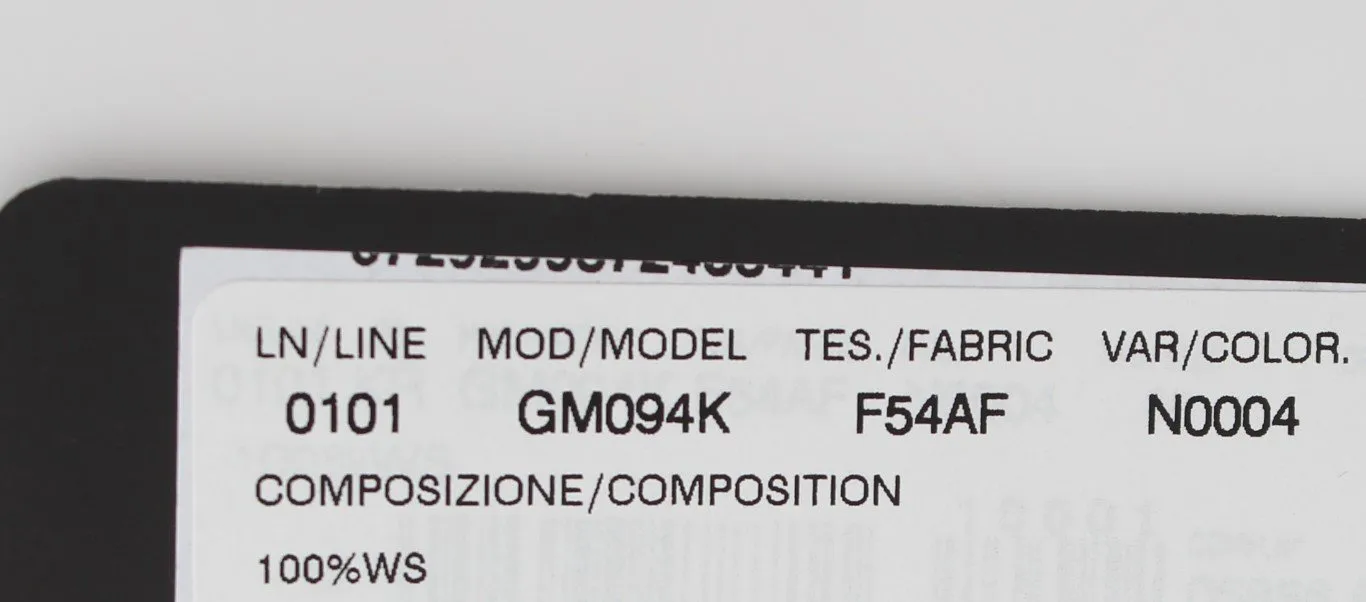 LN/LINE MOD/MODEL TES./FABRIC VAR/COLOR.
0101 GM094K F54AF N0004
COMPOSIZIONE/COMPOSITION
100%WS